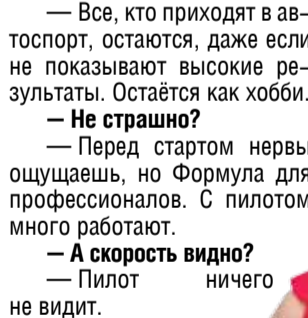 — Все, кто приходят в ав-
тоспорт, остаются, даже если
не показывают высокие ре-
зультаты. Остаётся как хобби.
— Не страшно?
— Перед стартом нервы
ощущаешь, но Формула для
профессионалов. С пилотом
много работают.
— А скорость видно?
— Пилот ничего
не видит.